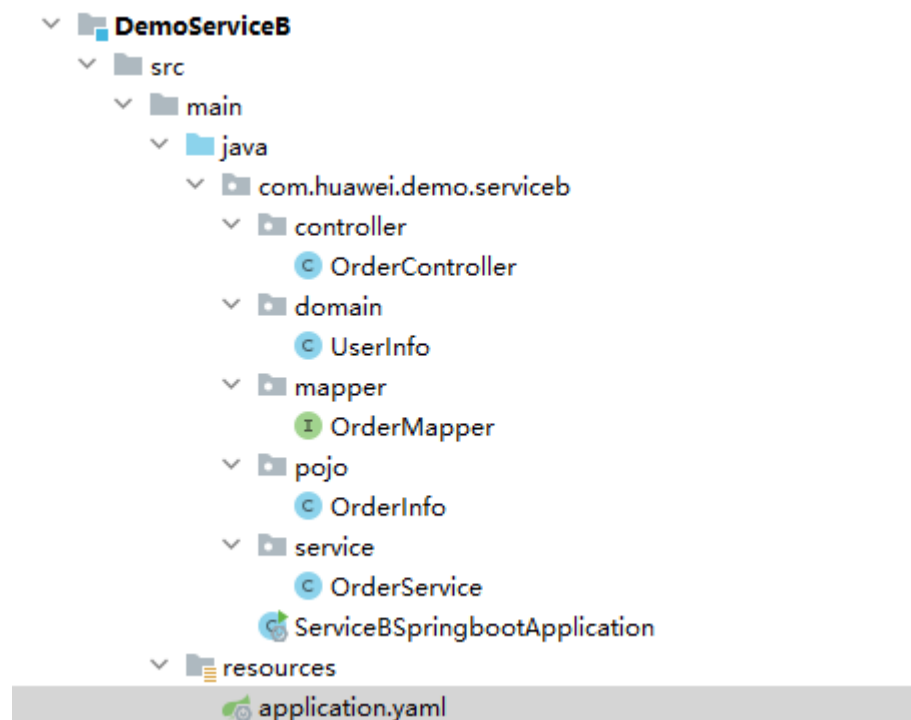 DemoServiceB
src
main
java
com.huawei.demo.serviceb
controller
OrderController
domain
UserInfo
mapper
OrderMapper
pojo
OrderInfo
service
OrderService
ServiceBSpringbootApplication
resources
application.yaml